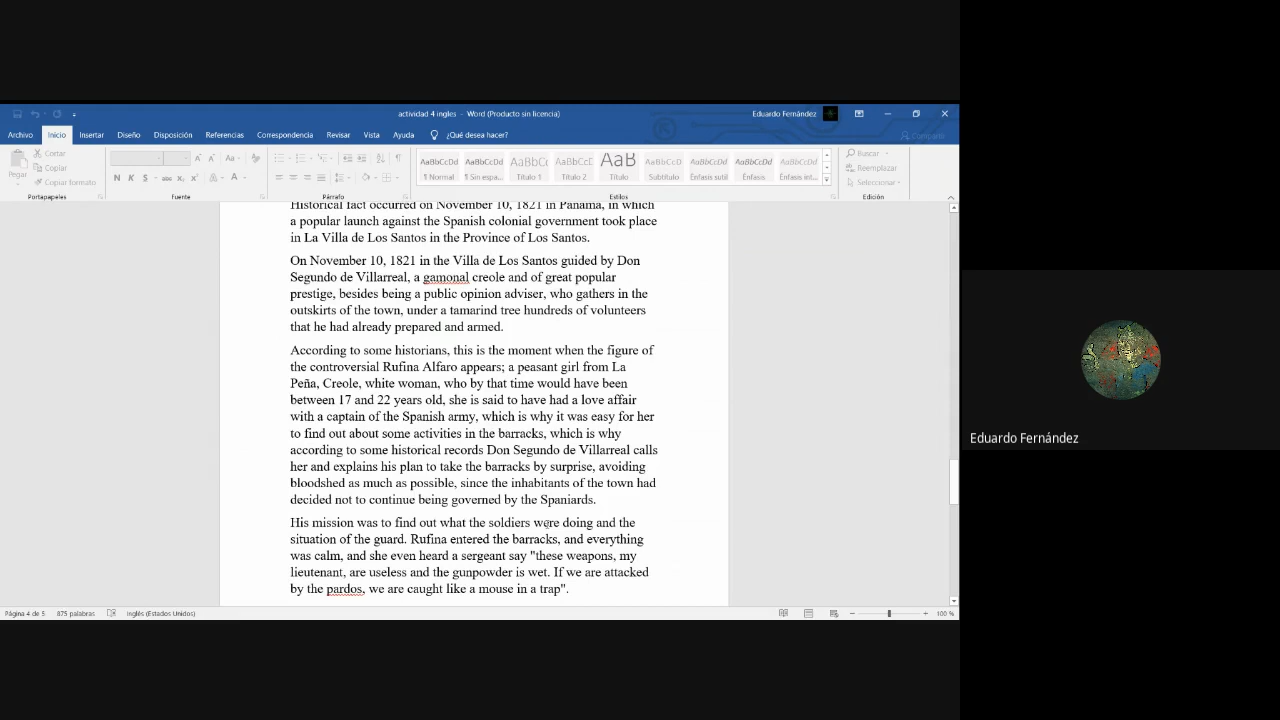 actividad 4 ingles - Word (Producto sin licencia)
Eduardo Fernández
Archivo Inicio Insertar Diseño Disposición Referencias Correspondencia Revisar Vista Ayuda ¿Qué desea hacer? Compartir
Pegar
Cortar
Copiar
Copiar formato
Portapapeles
N K S abc x₂ x² A
Aa
Fuente
Párrafo
AaBbCcDd AaBbCcDd AaBbCc AaBbCcD AaB AaBbCcD AaBbCcDd AaBbCcDd AaBbCcDd
¶ Normal ¶ Sin espa... Título 1 Título 2 Título Subtítulo Énfasis sutil Énfasis Énfasis int...
Estilos
Buscar
Reemplazar
Seleccionar
Edición
Historical fact occurred on November 10, 1821 in Panama, in which
a popular launch against the Spanish colonial government took place
in La Villa de Los Santos in the Province of Los Santos.
On November 10, 1821 in the Villa de Los Santos guided by Don
Segundo de Villarreal, a gamonal creole and of great popular
prestige, besides being a public opinion adviser, who gathers in the
outskirts of the town, under a tamarind tree hundreds of volunteers
that he had already prepared and armed.
According to some historians, this is the moment when the figure of
the controversial Rufina Alfaro appears; a peasant girl from La
Peña, Creole, white woman, who by that time would have been
between 17 and 22 years old, she is said to have had a love affair
with a captain of the Spanish army, which is why it was easy for her
to find out about some activities in the barracks, which is why
according to some historical records Don Segundo de Villarreal calls
her and explains his plan to take the barracks by surprise, avoiding
bloodshed as much as possible, since the inhabitants of the town had
decided not to continue being governed by the Spaniards.
His mission was to find out what the soldiers were doing and the
situation of the guard. Rufina entered the barracks, and everything
was calm, and she even heard a sergeant say "these weapons, my
lieutenant, are useless and the gunpowder is wet. If we are attacked
by the pardos, we are caught like a mouse in a trap".
Página 4 de 5 875 palabras Inglés (Estados Unidos) 100 %
Eduardo Fernández